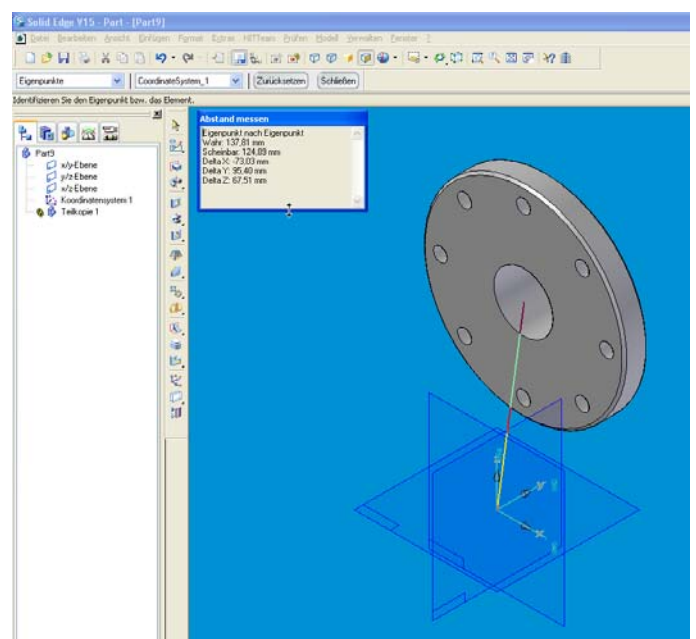 Solid Edge V15 - Part - [Part9]
Datei Bearbeiten Ansicht Einfügen Format Extras HITTeam Prüfen Modell Verwalten Fenster ?
Eigenpunkte CoordinateSystem_1 Zurücksetzen Schließen
Identifizieren Sie den Eigenpunkt bzw. das Element.
Abstand messen
Eigenpunkt nach Eigenpunkt
Wahr: 137,81 mm
Scheinbar: 124,89 mm
Delta X: -73,03 mm
Delta Y: 95,40 mm
Delta Z: 67,51 mm
Part9
x/y-Ebene
y/z-Ebene
x/z-Ebene
Koordinatensystem 1
Teilkopie 1
Y
X